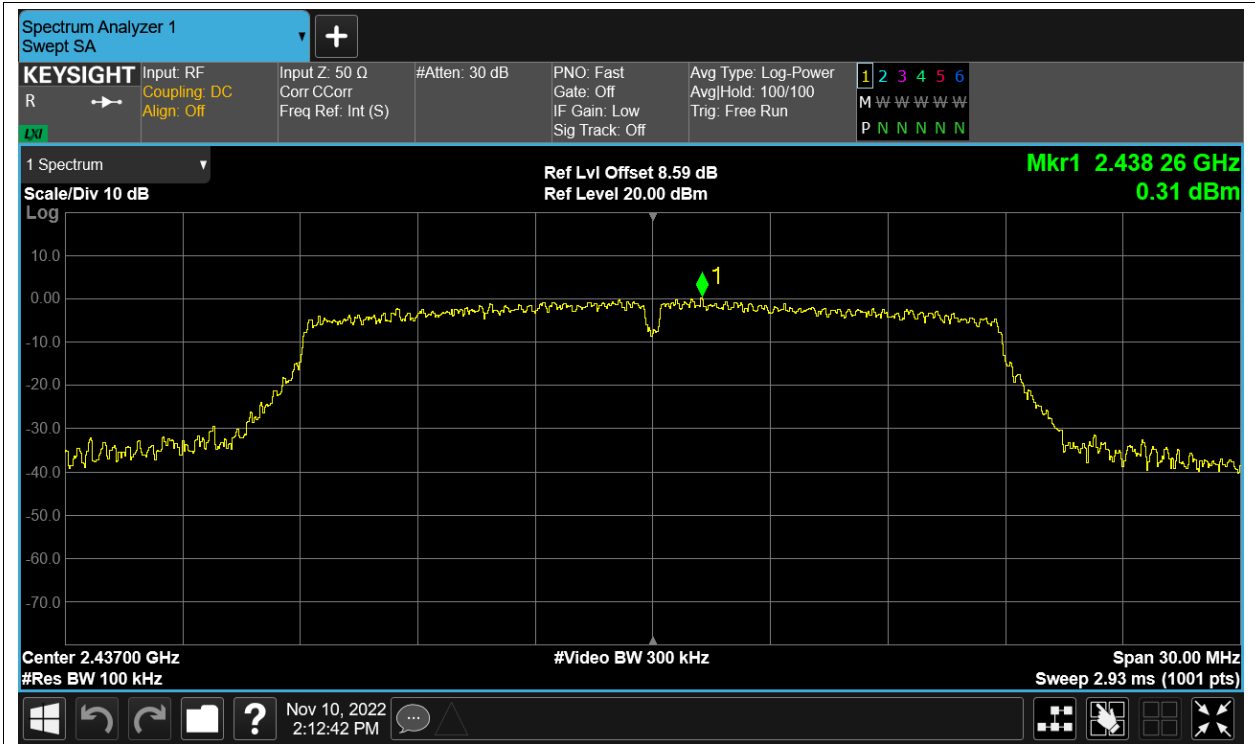 Spectrum Analyzer 1
Swept SA
KEYSIGHT
R
LXI
Input: RF
Coupling: DC
Align: Off
Input Z: 50 Ω
Corr CCorr
Freq Ref: Int (S)
#Atten: 30 dB
PNO: Fast
Gate: Off
IF Gain: Low
Sig Track: Off
Avg Type: Log-Power
Avg|Hold: 100/100
Trig: Free Run
1 2 3 4 5 6
M W W W W W
P N N N N N
1 Spectrum
Scale/Div 10 dB
Log
Ref Lvl Offset 8.59 dB
Ref Level 20.00 dBm
Mkr1 2.438 26 GHz
0.31 dBm
10.0
0.00
-10.0
-20.0
-30.0
-40.0
-50.0
-60.0
-70.0
1
Center 2.43700 GHz
#Res BW 100 kHz
#Video BW 300 kHz
Span 30.00 MHz
Sweep 2.93 ms (1001 pts)
?
Nov 10, 2022
2:12:42 PM